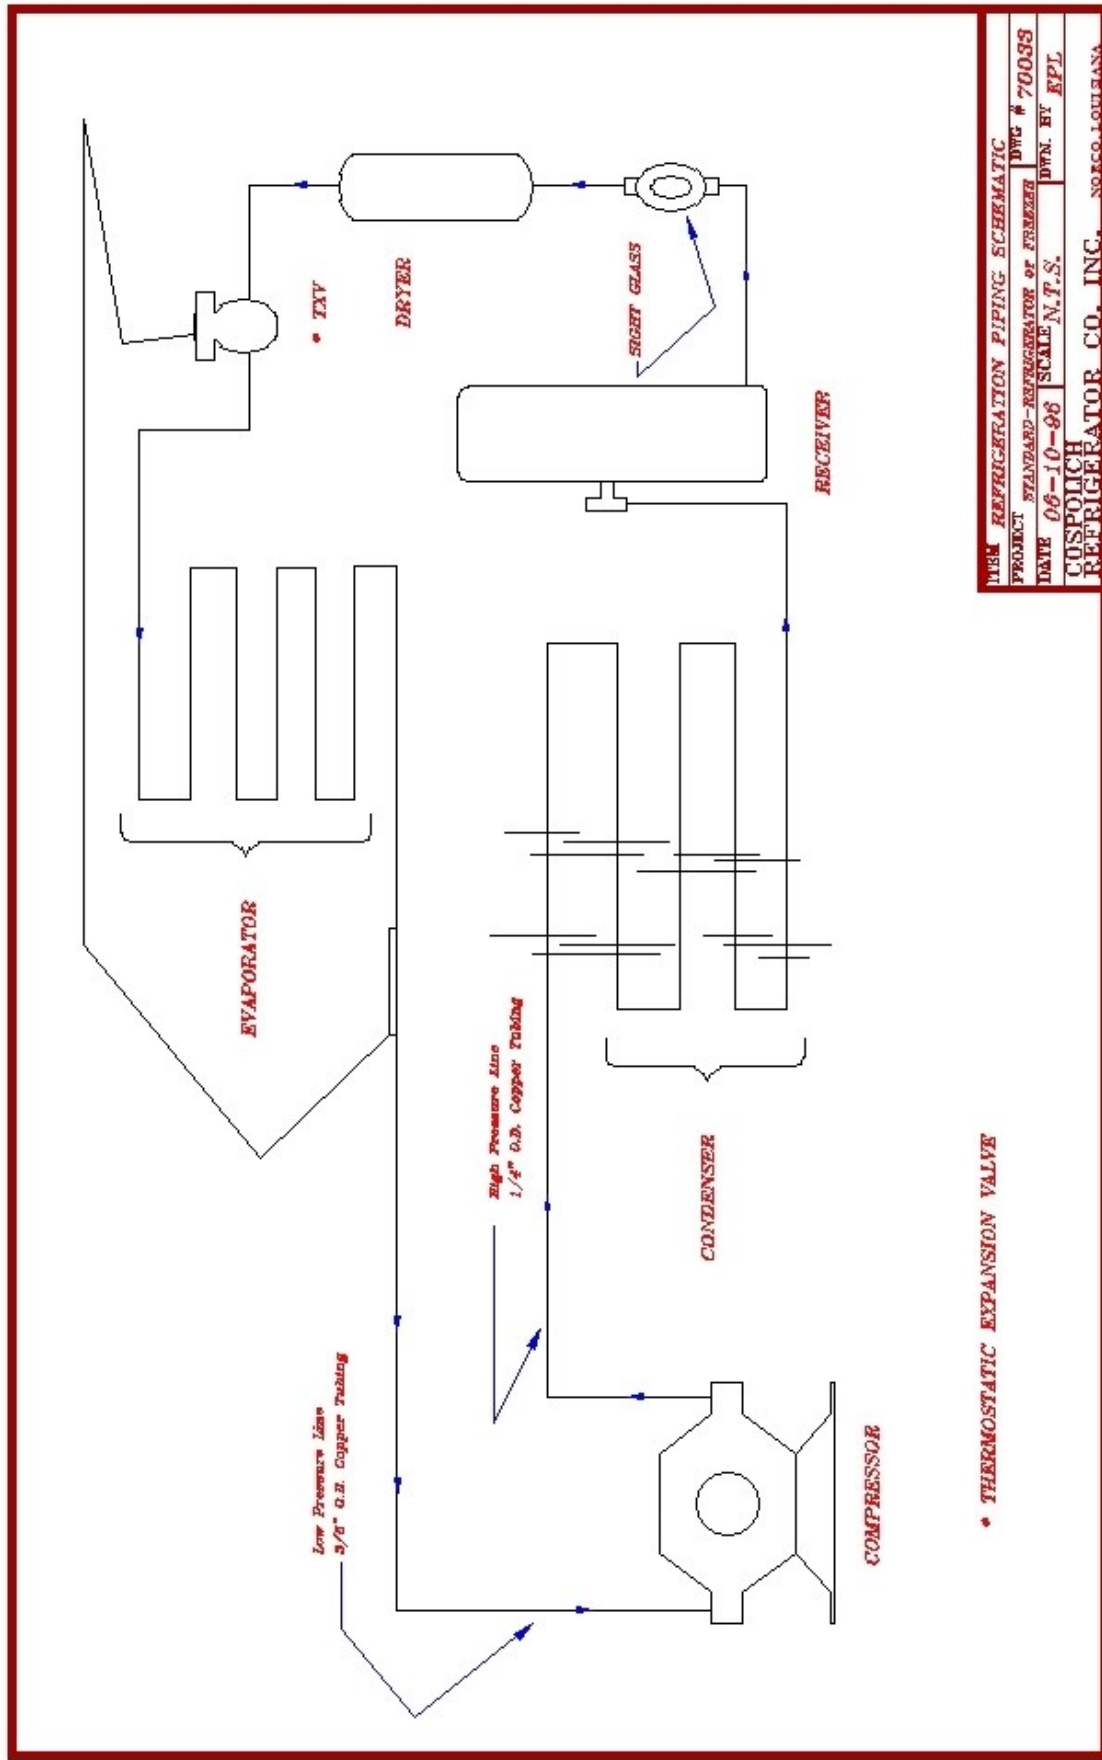 Low Pressure Line
3/8" O.D. Copper Tubing
High Pressure Line
1/4" O.D. Copper Tubing
EVAPORATOR
* TXV
DRYER
SIGHT GLASS
RECEIVER
CONDENSER
COMPRESSOR
* THERMOSTATIC EXPANSION VALVE
ITEM REFRIGERATION PIPING SCHEMATIC
PROJECT STANDARD-REFRIGERATOR or FREEZER DWG # 70033
DATE 06-10-96 SCALE N.T.S. DWN. BY EPL
COSPOLICH
REFRIGERATOR CO. INC. NORCO, LOUISIANA